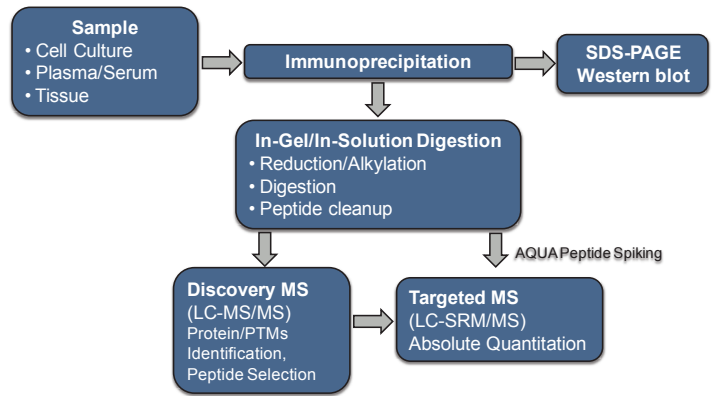 Sample
• Cell Culture
• Plasma/Serum
• Tissue
Immunoprecipitation
SDS-PAGE
Western blot
In-Gel/In-Solution Digestion
• Reduction/Alkylation
• Digestion
• Peptide cleanup
AQUA Peptide Spiking
Discovery MS
(LC-MS/MS)
Protein/PTMs
Identification,
Peptide Selection
Targeted MS
(LC-SRM/MS)
Absolute Quantitation